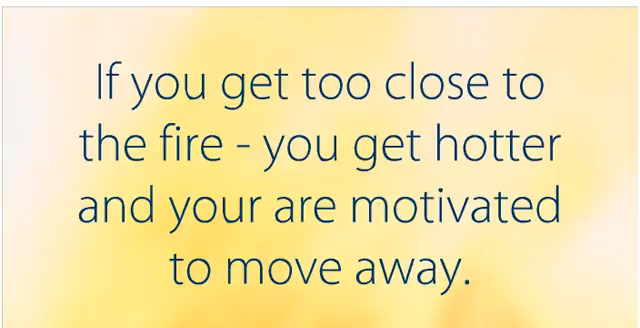 If you get too close to
the fire - you get hotter
and your are motivated
to move away.